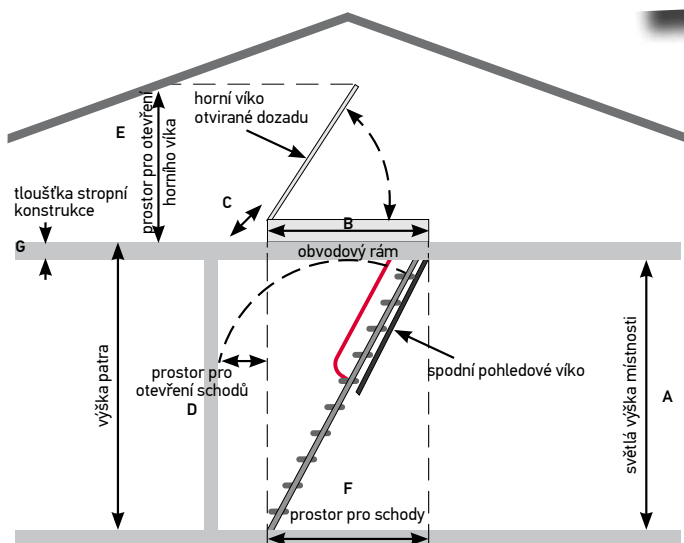 E
prostor pro otevření
horního víka
horní víko
otvirané dozadu
C
tloušťka stropní
konstrukce
G
B
obvodový rám
výška patra
prostor pro
otevření schodů
D
spodní pohledové víko
světlá výška místnosti
A
F
prostor pro schody